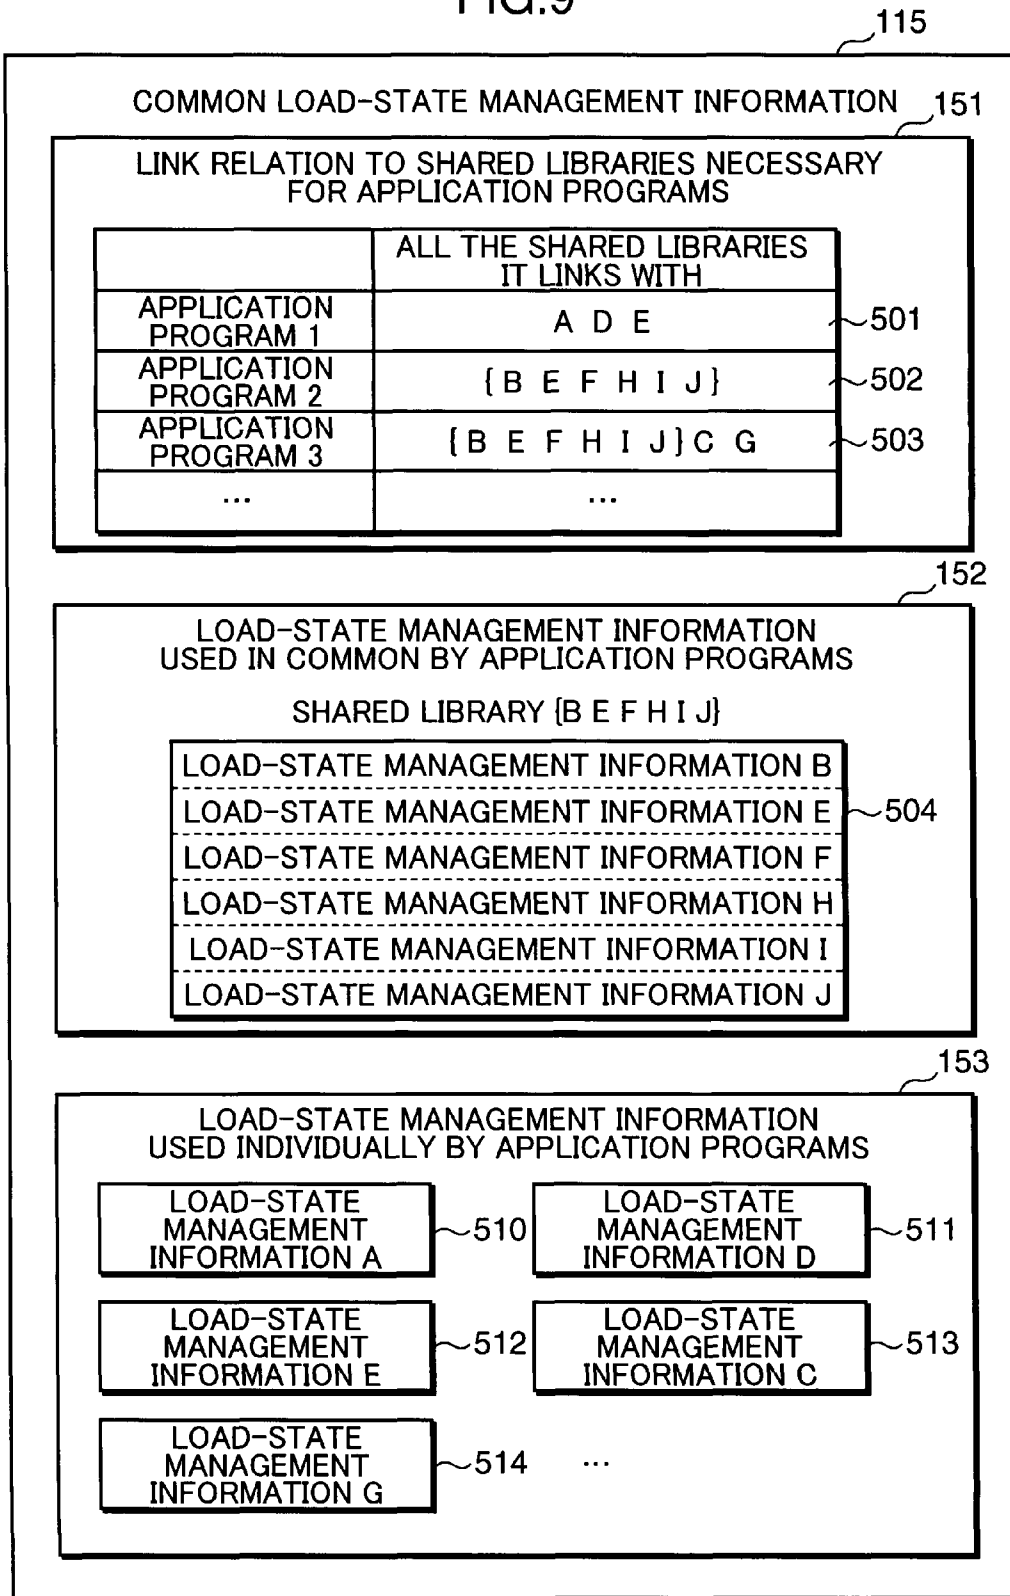 FIG.9
115
COMMON LOAD-STATE MANAGEMENT INFORMATION
151
LINK RELATION TO SHARED LIBRARIES NECESSARY
FOR APPLICATION PROGRAMS
ALL THE SHARED LIBRARIES
IT LINKS WITH
APPLICATION
PROGRAM 1
A D E
501
APPLICATION
PROGRAM 2
{B E F H I J}
502
APPLICATION
PROGRAM 3
{B E F H I J} C G
503
...
...
152
LOAD-STATE MANAGEMENT INFORMATION
USED IN COMMON BY APPLICATION PROGRAMS
SHARED LIBRARY {B E F H I J}
LOAD-STATE MANAGEMENT INFORMATION B
LOAD-STATE MANAGEMENT INFORMATION E
504
LOAD-STATE MANAGEMENT INFORMATION F
LOAD-STATE MANAGEMENT INFORMATION H
LOAD-STATE MANAGEMENT INFORMATION I
LOAD-STATE MANAGEMENT INFORMATION J
153
LOAD-STATE MANAGEMENT INFORMATION
USED INDIVIDUALLY BY APPLICATION PROGRAMS
LOAD-STATE
MANAGEMENT
INFORMATION A
510
LOAD-STATE
MANAGEMENT
INFORMATION D
511
LOAD-STATE
MANAGEMENT
INFORMATION E
512
LOAD-STATE
MANAGEMENT
INFORMATION C
513
LOAD-STATE
MANAGEMENT
INFORMATION G
514
...